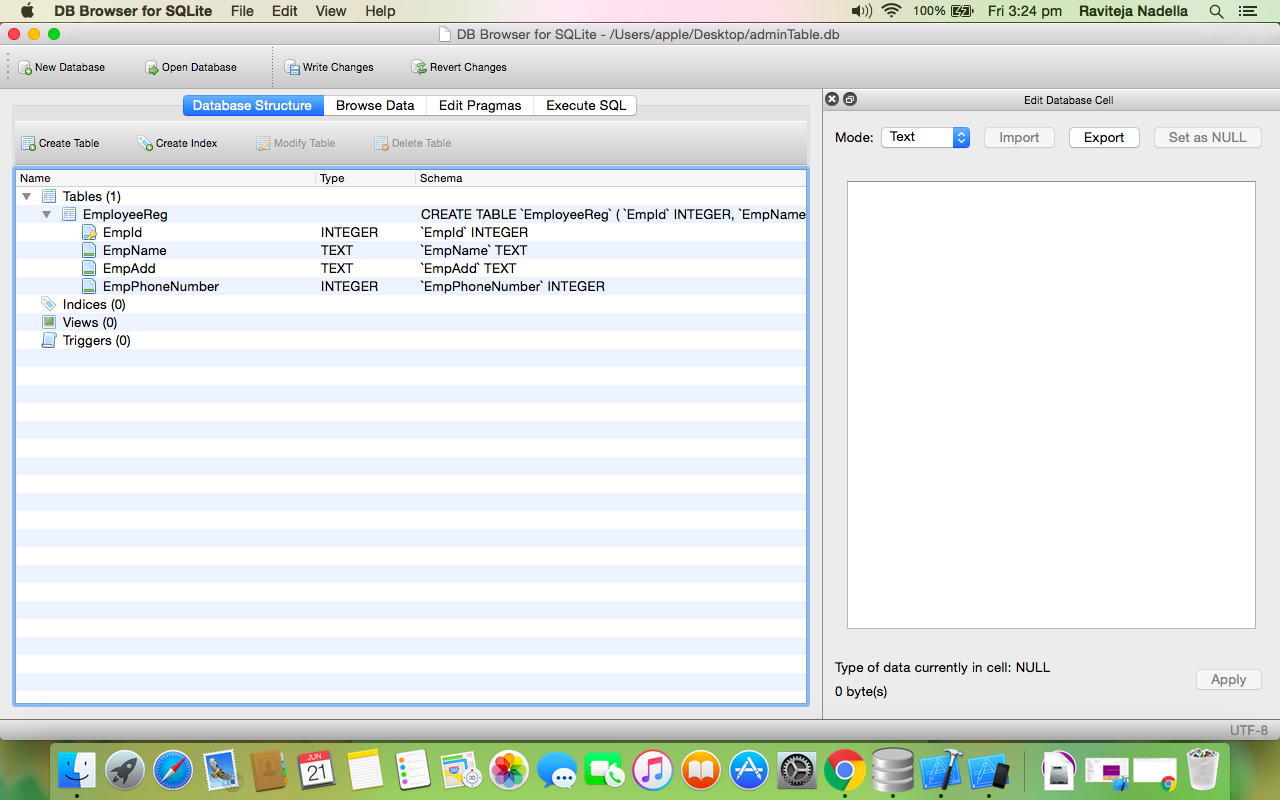 DB Browser for SQLite File Edit View Help 100% Fri 3:24 pm Raviteja Nadella
DB Browser for SQLite - /Users/apple/Desktop/adminTable.db
New Database Open Database Write Changes Revert Changes
Database Structure Browse Data Edit Pragmas Execute SQL
Create Table Create Index Modify Table Delete Table
Name Type Schema
Tables (1)
EmployeeReg CREATE TABLE `EmployeeReg` ( `EmpId` INTEGER, `EmpName
EmpId INTEGER `EmpId` INTEGER
EmpName TEXT `EmpName` TEXT
EmpAdd TEXT `EmpAdd` TEXT
EmpPhoneNumber INTEGER `EmpPhoneNumber` INTEGER
Indices (0)
Views (0)
Triggers (0)
Edit Database Cell
Mode: Text Import Export Set as NULL
Type of data currently in cell: NULL
0 byte(s)
Apply
UTF-8
JUN
21